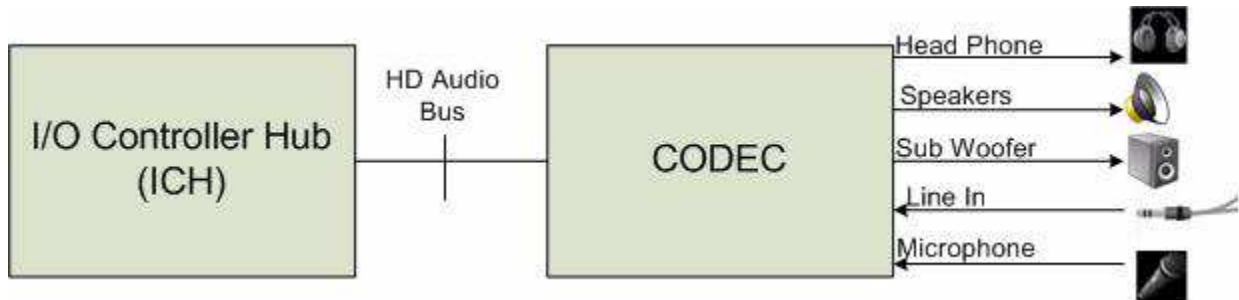 I/O Controller Hub
(ICH)
HD Audio
Bus
CODEC
Head Phone
Speakers
Sub Woofer
Line In
Microphone